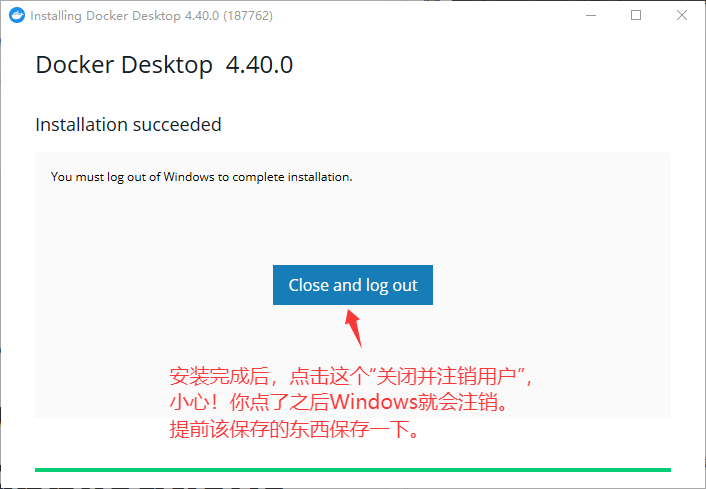 Installing Docker Desktop 4.40.0 (187762)
Docker Desktop 4.40.0
Installation succeeded
You must log out of Windows to complete installation.
Close and log out
安装完成后，点击这个“关闭并注销用户”，
小心！你点了之后Windows就会注销。
提前该保存的东西保存一下。